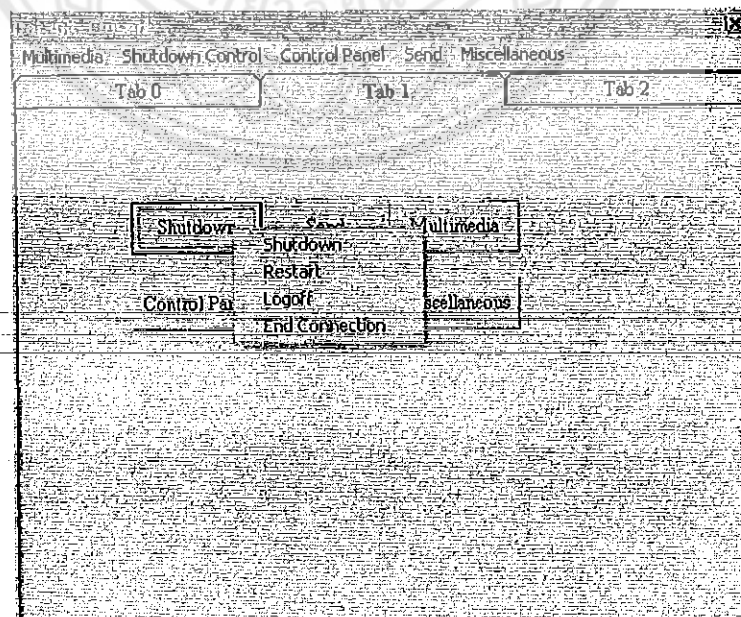 Multimedia Shutdown Control Control Panel Send Miscellaneous
Tab 0 Tab 1 Tab 2
Shutdown Send Multimedia
Shutdown
Restart
Control Par Logoff scellaneous
End Connection